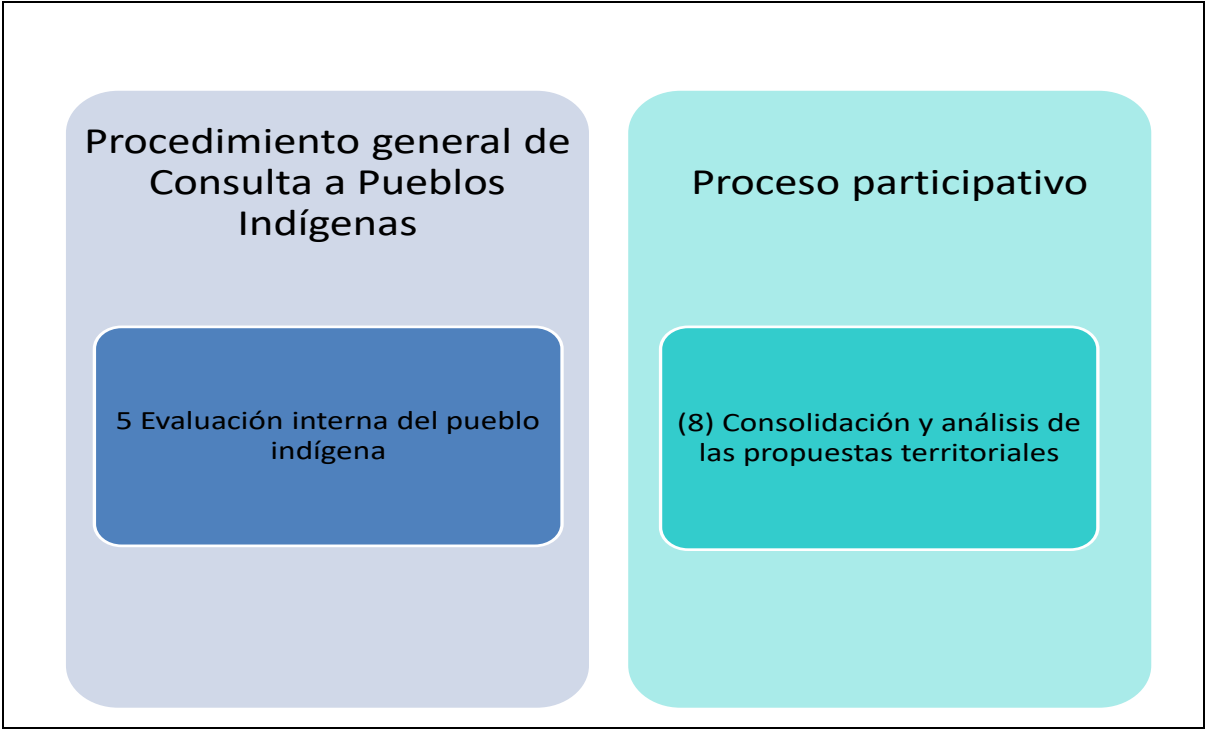 Procedimiento general de
Consulta a Pueblos
Indígenas
5 Evaluación interna del pueblo
indígena
Proceso participativo
(8) Consolidación y análisis de
las propuestas territoriales